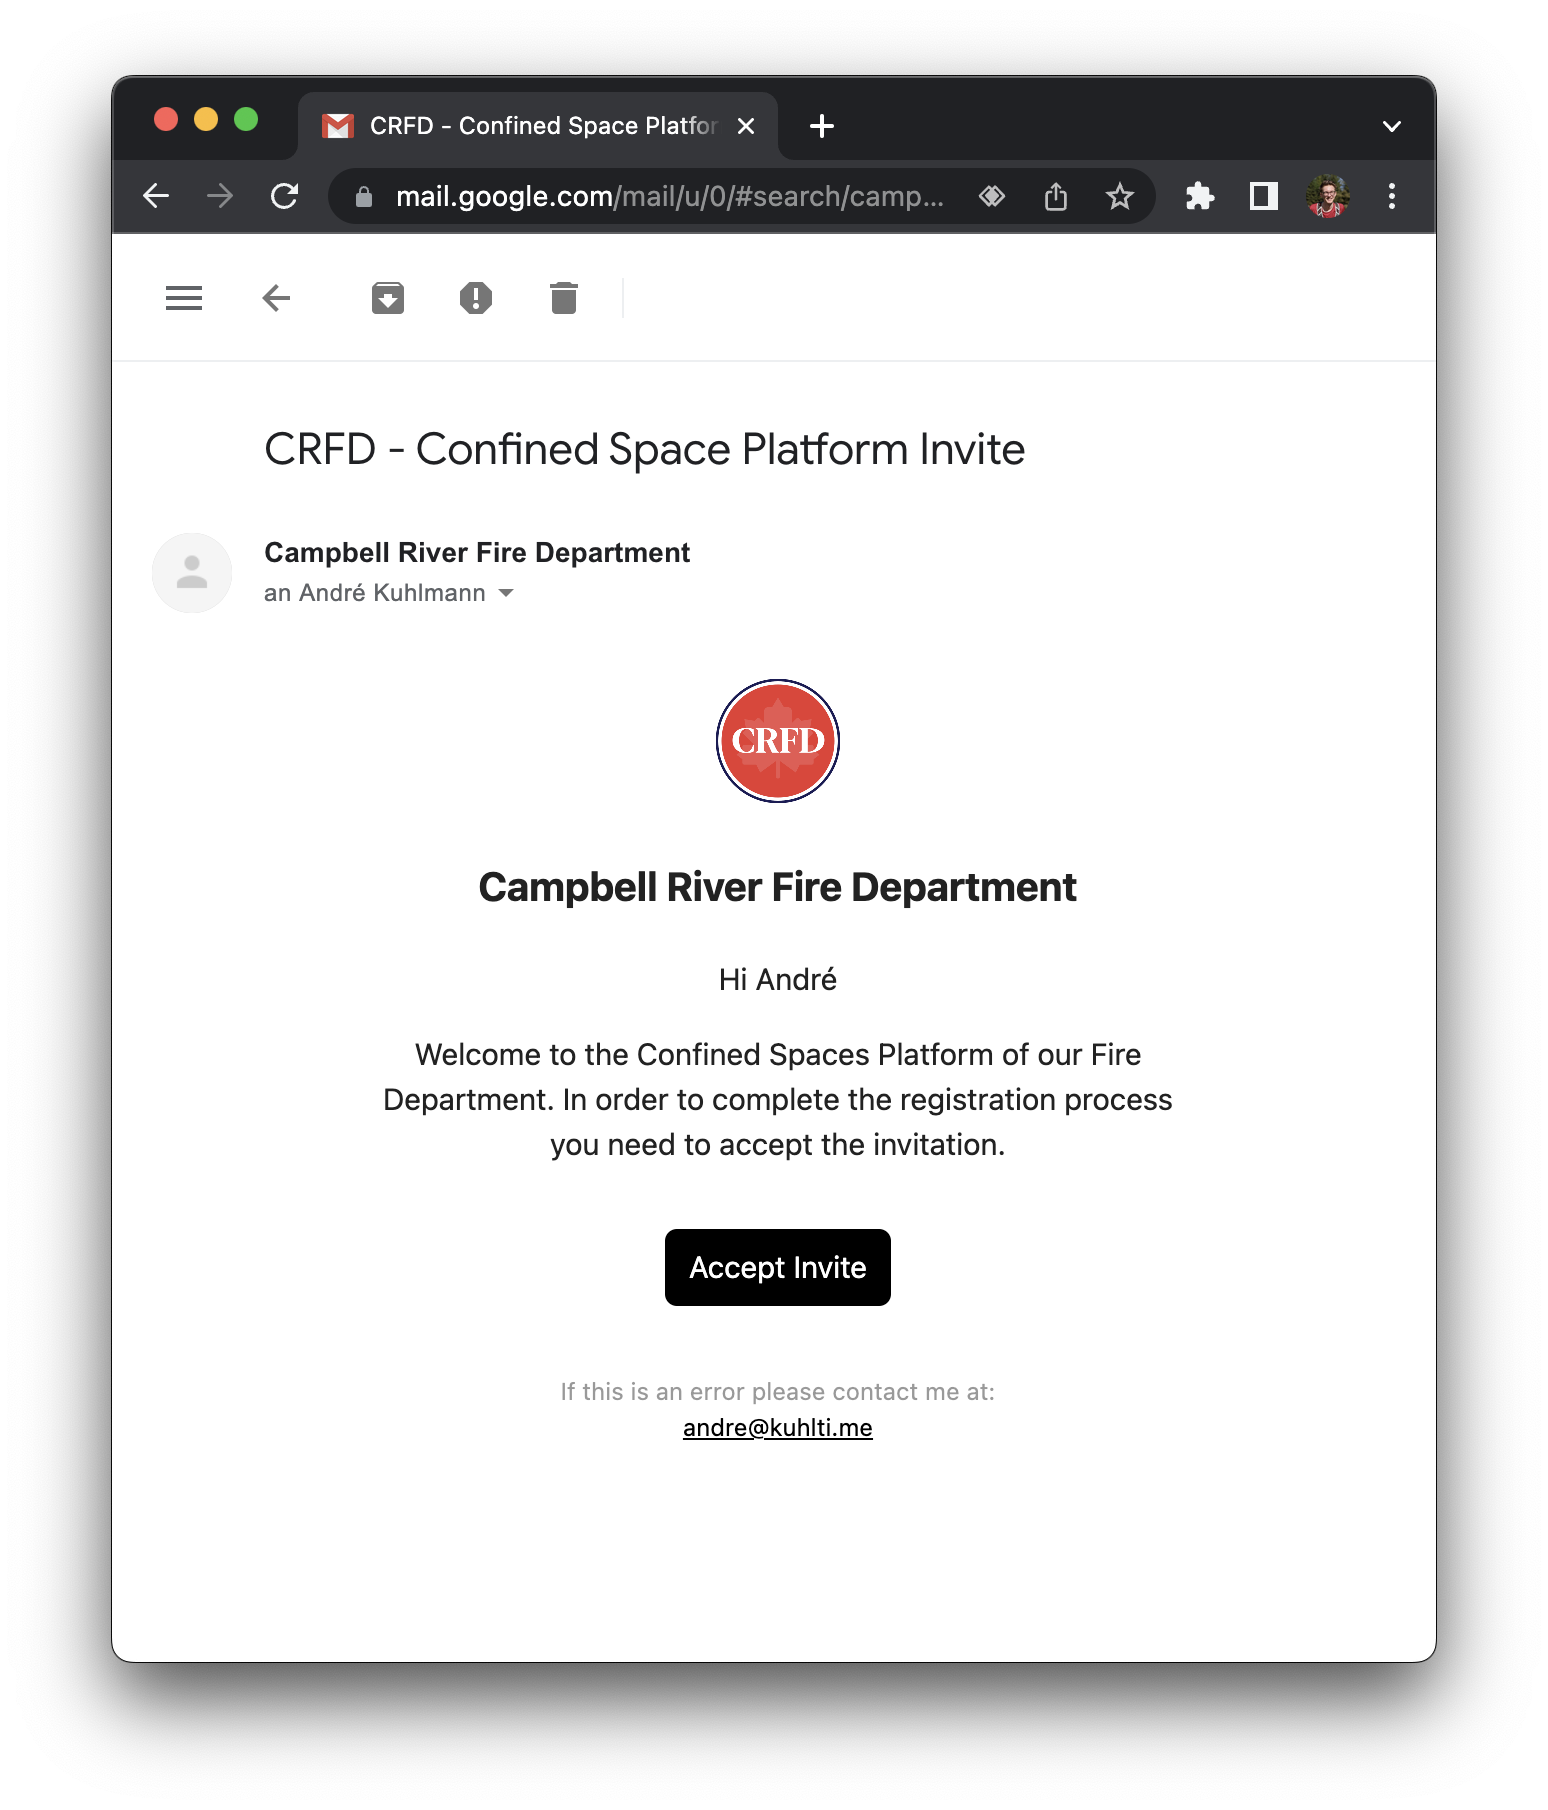 CRFD - Confined Space Platfor
mail.google.com/mail/u/0/#search/camp...
CRFD - Confined Space Platform Invite
Campbell River Fire Department
an André Kuhlmann
CRFD
Campbell River Fire Department
Hi André
Welcome to the Confined Spaces Platform of our Fire
Department. In order to complete the registration process
you need to accept the invitation.
Accept Invite
If this is an error please contact me at:
andre@kuhlti.me